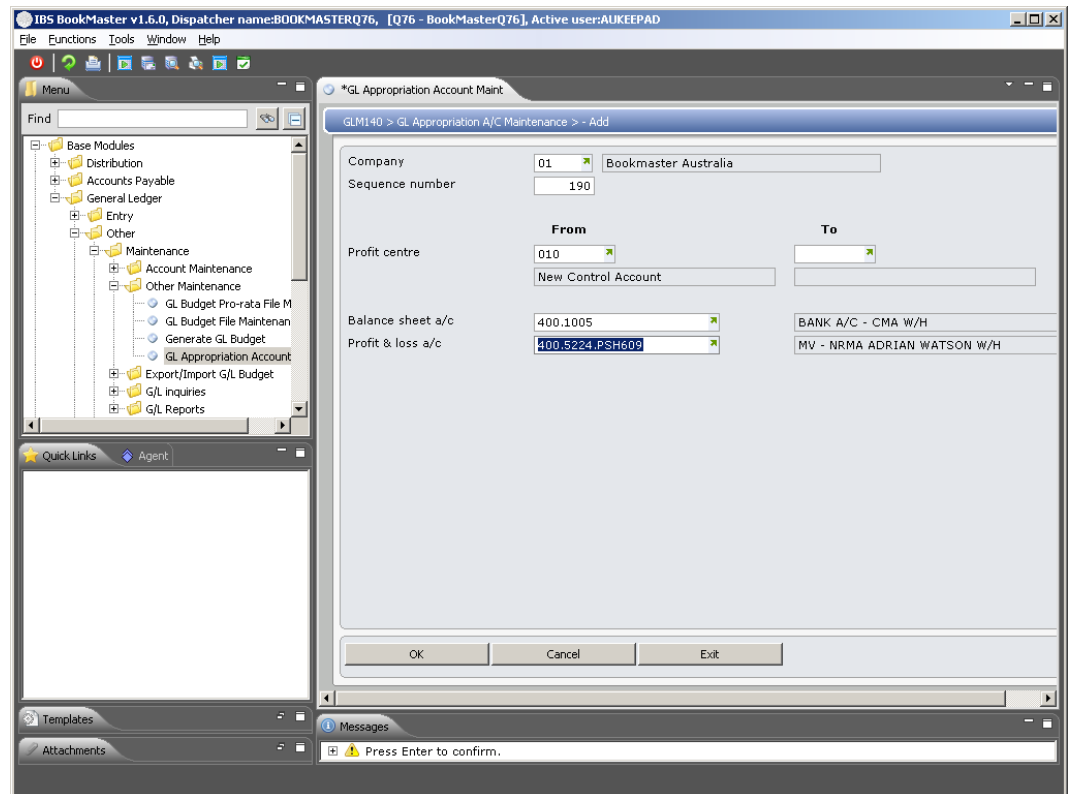 IBS BookMaster v1.6.0, Dispatcher name:BOOKMASTERQ76, [Q76 - BookMasterQ76], Active user:AUKEEPAD
File Functions Tools Window Help
Menu
Find
Base Modules
Distribution
Accounts Payable
General Ledger
Entry
Other
Maintenance
Account Maintenance
Other Maintenance
GL Budget Pro-rata File M
GL Budget File Maintenan
Generate GL Budget
GL Appropriation Account
Export/Import G/L Budget
G/L inquiries
G/L Reports
Quick Links Agent
Templates
Attachments
*GL Appropriation Account Maint
GLM140 > GL Appropriation A/C Maintenance > - Add
Company 01 Bookmaster Australia
Sequence number 190
From To
Profit centre 010
New Control Account
Balance sheet a/c 400.1005 BANK A/C - CMA W/H
Profit & loss a/c 400.5224.PSH609 MV - NRMA ADRIAN WATSON W/H
OK Cancel Exit
Messages
Press Enter to confirm.